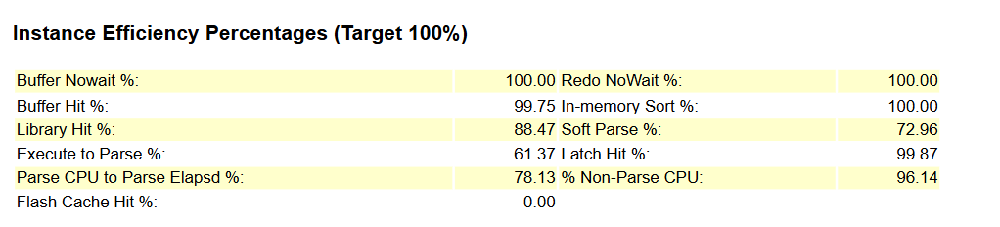 Instance Efficiency Percentages (Target 100%)
Buffer Nowait %: 100.00 Redo NoWait %: 100.00
Buffer Hit %: 99.75 In-memory Sort %: 100.00
Library Hit %: 88.47 Soft Parse %: 72.96
Execute to Parse %: 61.37 Latch Hit %: 99.87
Parse CPU to Parse Elapsd %: 78.13 % Non-Parse CPU: 96.14
Flash Cache Hit %: 0.00